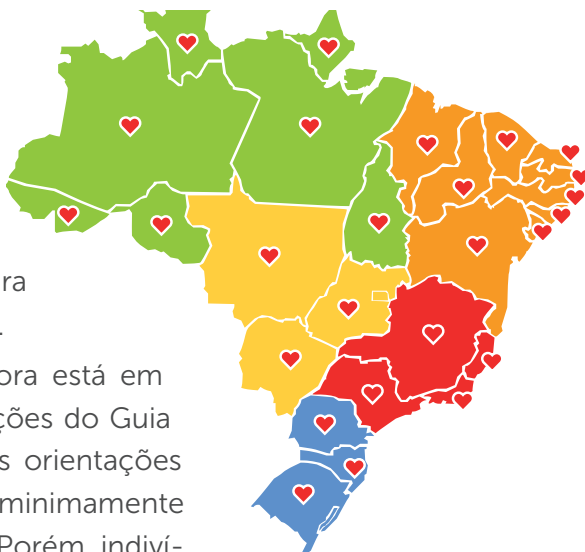 ra
.
ora está em
ções do Guia
s orientações
minimamente
Porém indiví-